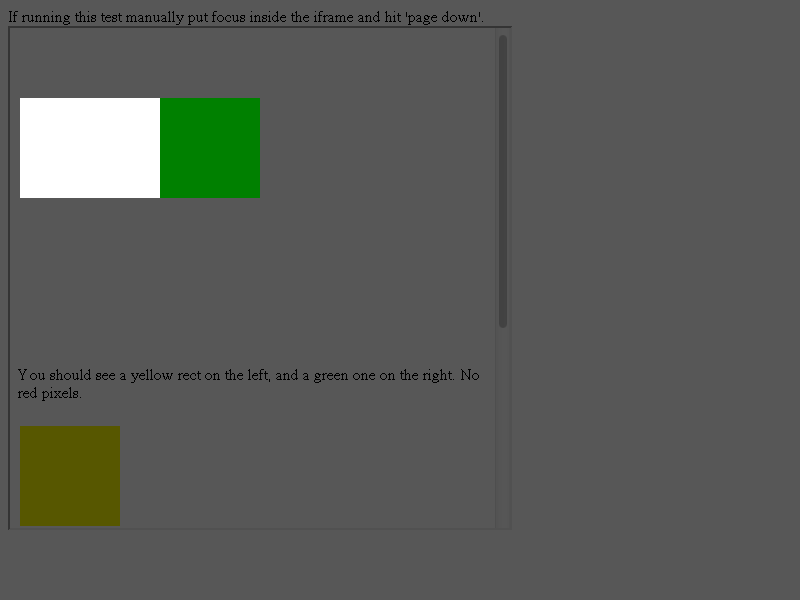 If running this test manually put focus inside the iframe and hit 'page down'.
You should see a yellow rect on the left, and a green one on the right. No
red pixels.